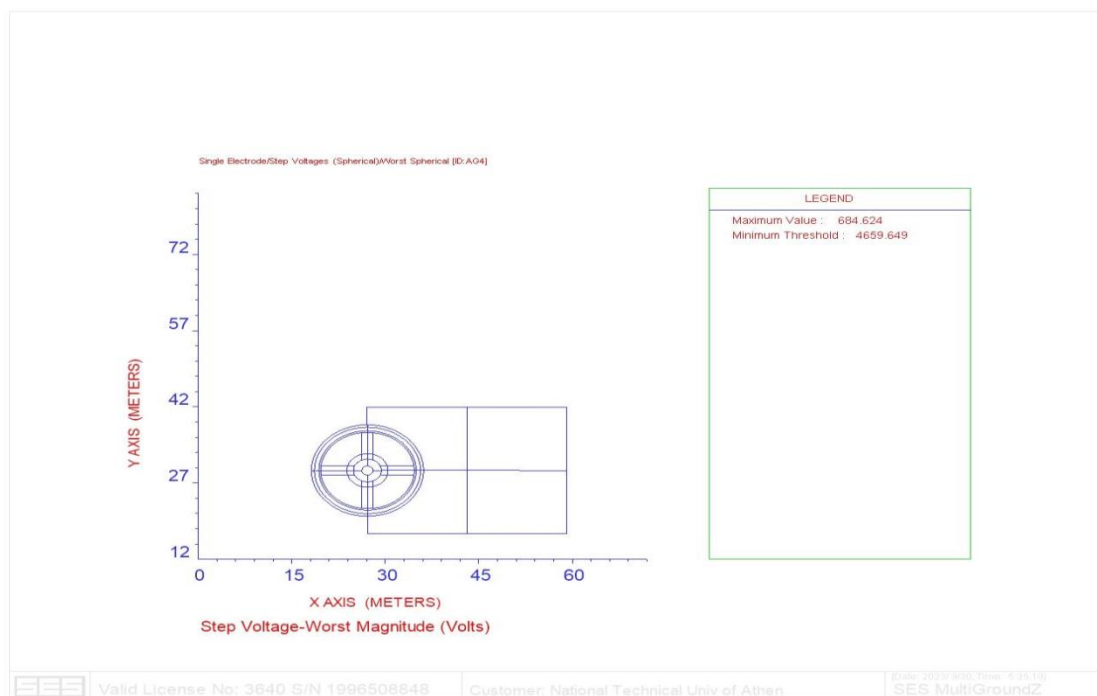 Single Electrode/Step Voltages (Spherical)/Worst Spherical [ID:AG4]
LEGEND
Maximum Value : 684.624
Minimum Threshold : 4659.649
72
57
42
27
12
Y AXIS (METERS)
0 15 30 45 60
X AXIS (METERS)
Step Voltage-Worst Magnitude (Volts)
SES
Valid License No: 3640 S/N 1996508848
Customer: National Technical Univ of Athen
SES MultiGroundZ